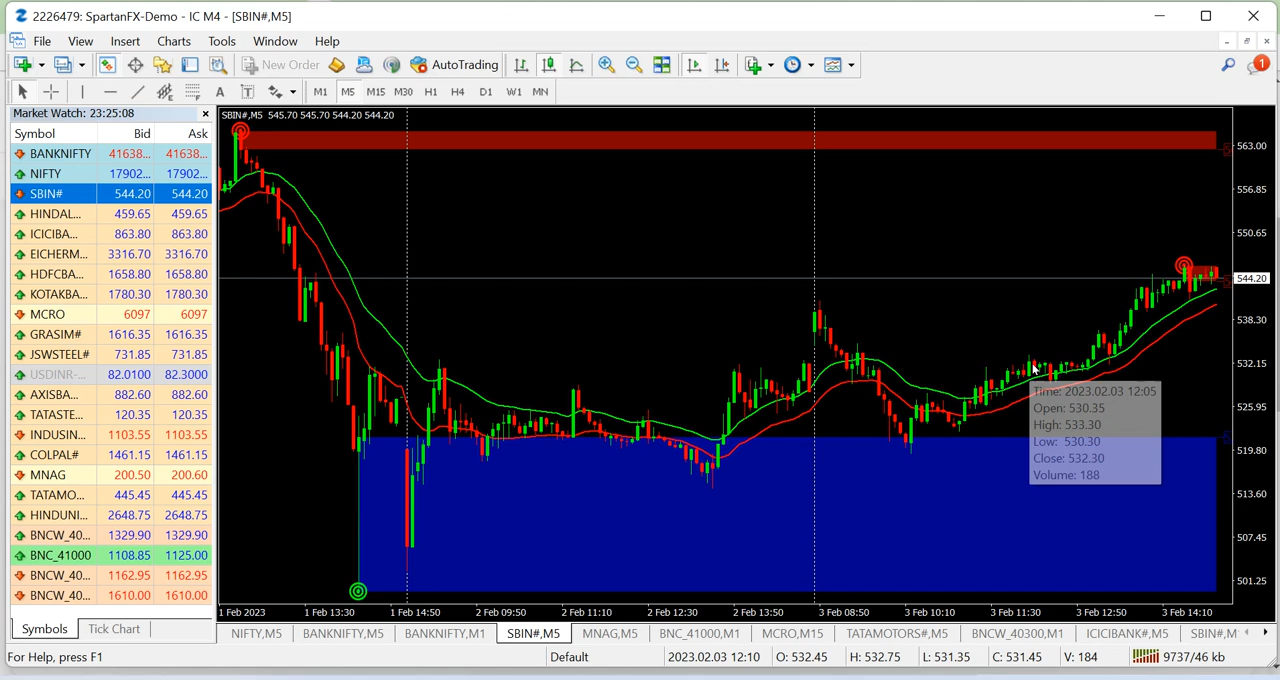 2226479: SpartanFX-Demo - IC M4 - [SBIN#,M5]
File View Insert Charts Tools Window Help
New Order AutoTrading 1
A T M1 M5 M15 M30 H1 H4 D1 W1 MN
Market Watch: 23:25:08
Symbol Bid Ask
BANKNIFTY 41638... 41638...
NIFTY 17902... 17902...
SBIN# 544.20 544.20
HINDAL... 459.65 459.65
ICICIBA... 863.80 863.80
EICHERM... 3316.70 3316.70
HDFCBA... 1658.80 1658.80
KOTAKBA... 1780.30 1780.30
MCRO 6097 6097
GRASIM# 1616.35 1616.35
JSWSTEEL# 731.85 731.85
USDINR-... 82.0100 82.3000
AXISBA... 882.60 882.60
TATASTE... 120.35 120.35
INDUSIN... 1103.55 1103.55
COLPAL# 1461.15 1461.15
MNAG 200.50 200.60
TATAMO... 445.45 445.45
HINDUNI... 2648.75 2648.75
BNCW_40... 1329.90 1329.90
BNC_41000 1108.85 1125.00
BNCW_40... 1162.95 1162.95
BNCW_40... 1610.00 1610.00
Symbols Tick Chart
SBIN#,M5 545.70 545.70 544.20 544.20
563.00
556.85
550.65
544.20
538.30
532.15
525.95
519.80
513.60
507.45
501.25
Time: 2023.02.03 12:05
Open: 530.35
High: 533.30
Low: 530.30
Close: 532.30
Volume: 188
1 Feb 2023 1 Feb 13:30 1 Feb 14:50 2 Feb 09:50 2 Feb 11:10 2 Feb 12:30 2 Feb 13:50 3 Feb 08:50 3 Feb 10:10 3 Feb 11:30 3 Feb 12:50 3 Feb 14:10
NIFTY,M5 BANKNIFTY,M5 BANKNIFTY,M1 SBIN#,M5 MNAG,M5 BNC_41000,M1 MCRO,M15 TATAMOTORS#,M5 BNCW_40300,M1 ICICIBANK#,M5 SBIN#,M
For Help, press F1 Default 2023.02.03 12:10 O: 532.45 H: 532.75 L: 531.35 C: 531.45 V: 184 9737/46 kb